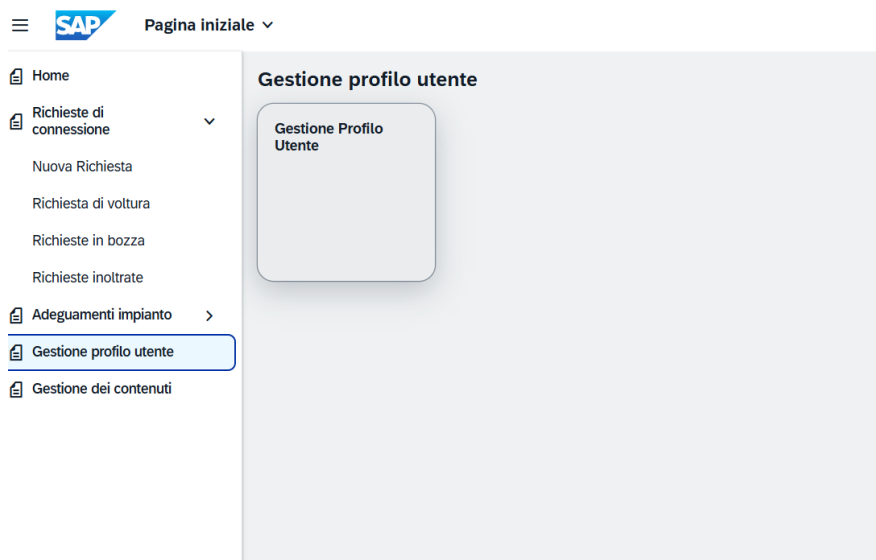 SAP
Pagina iniziale
Home
Richieste di
connessione
Nuova Richiesta
Richiesta di voltura
Richieste in bozza
Richieste inoltrate
Adeguamenti impianto
Gestione profilo utente
Gestione dei contenuti
Gestione profilo utente
Gestione Profilo
Utente